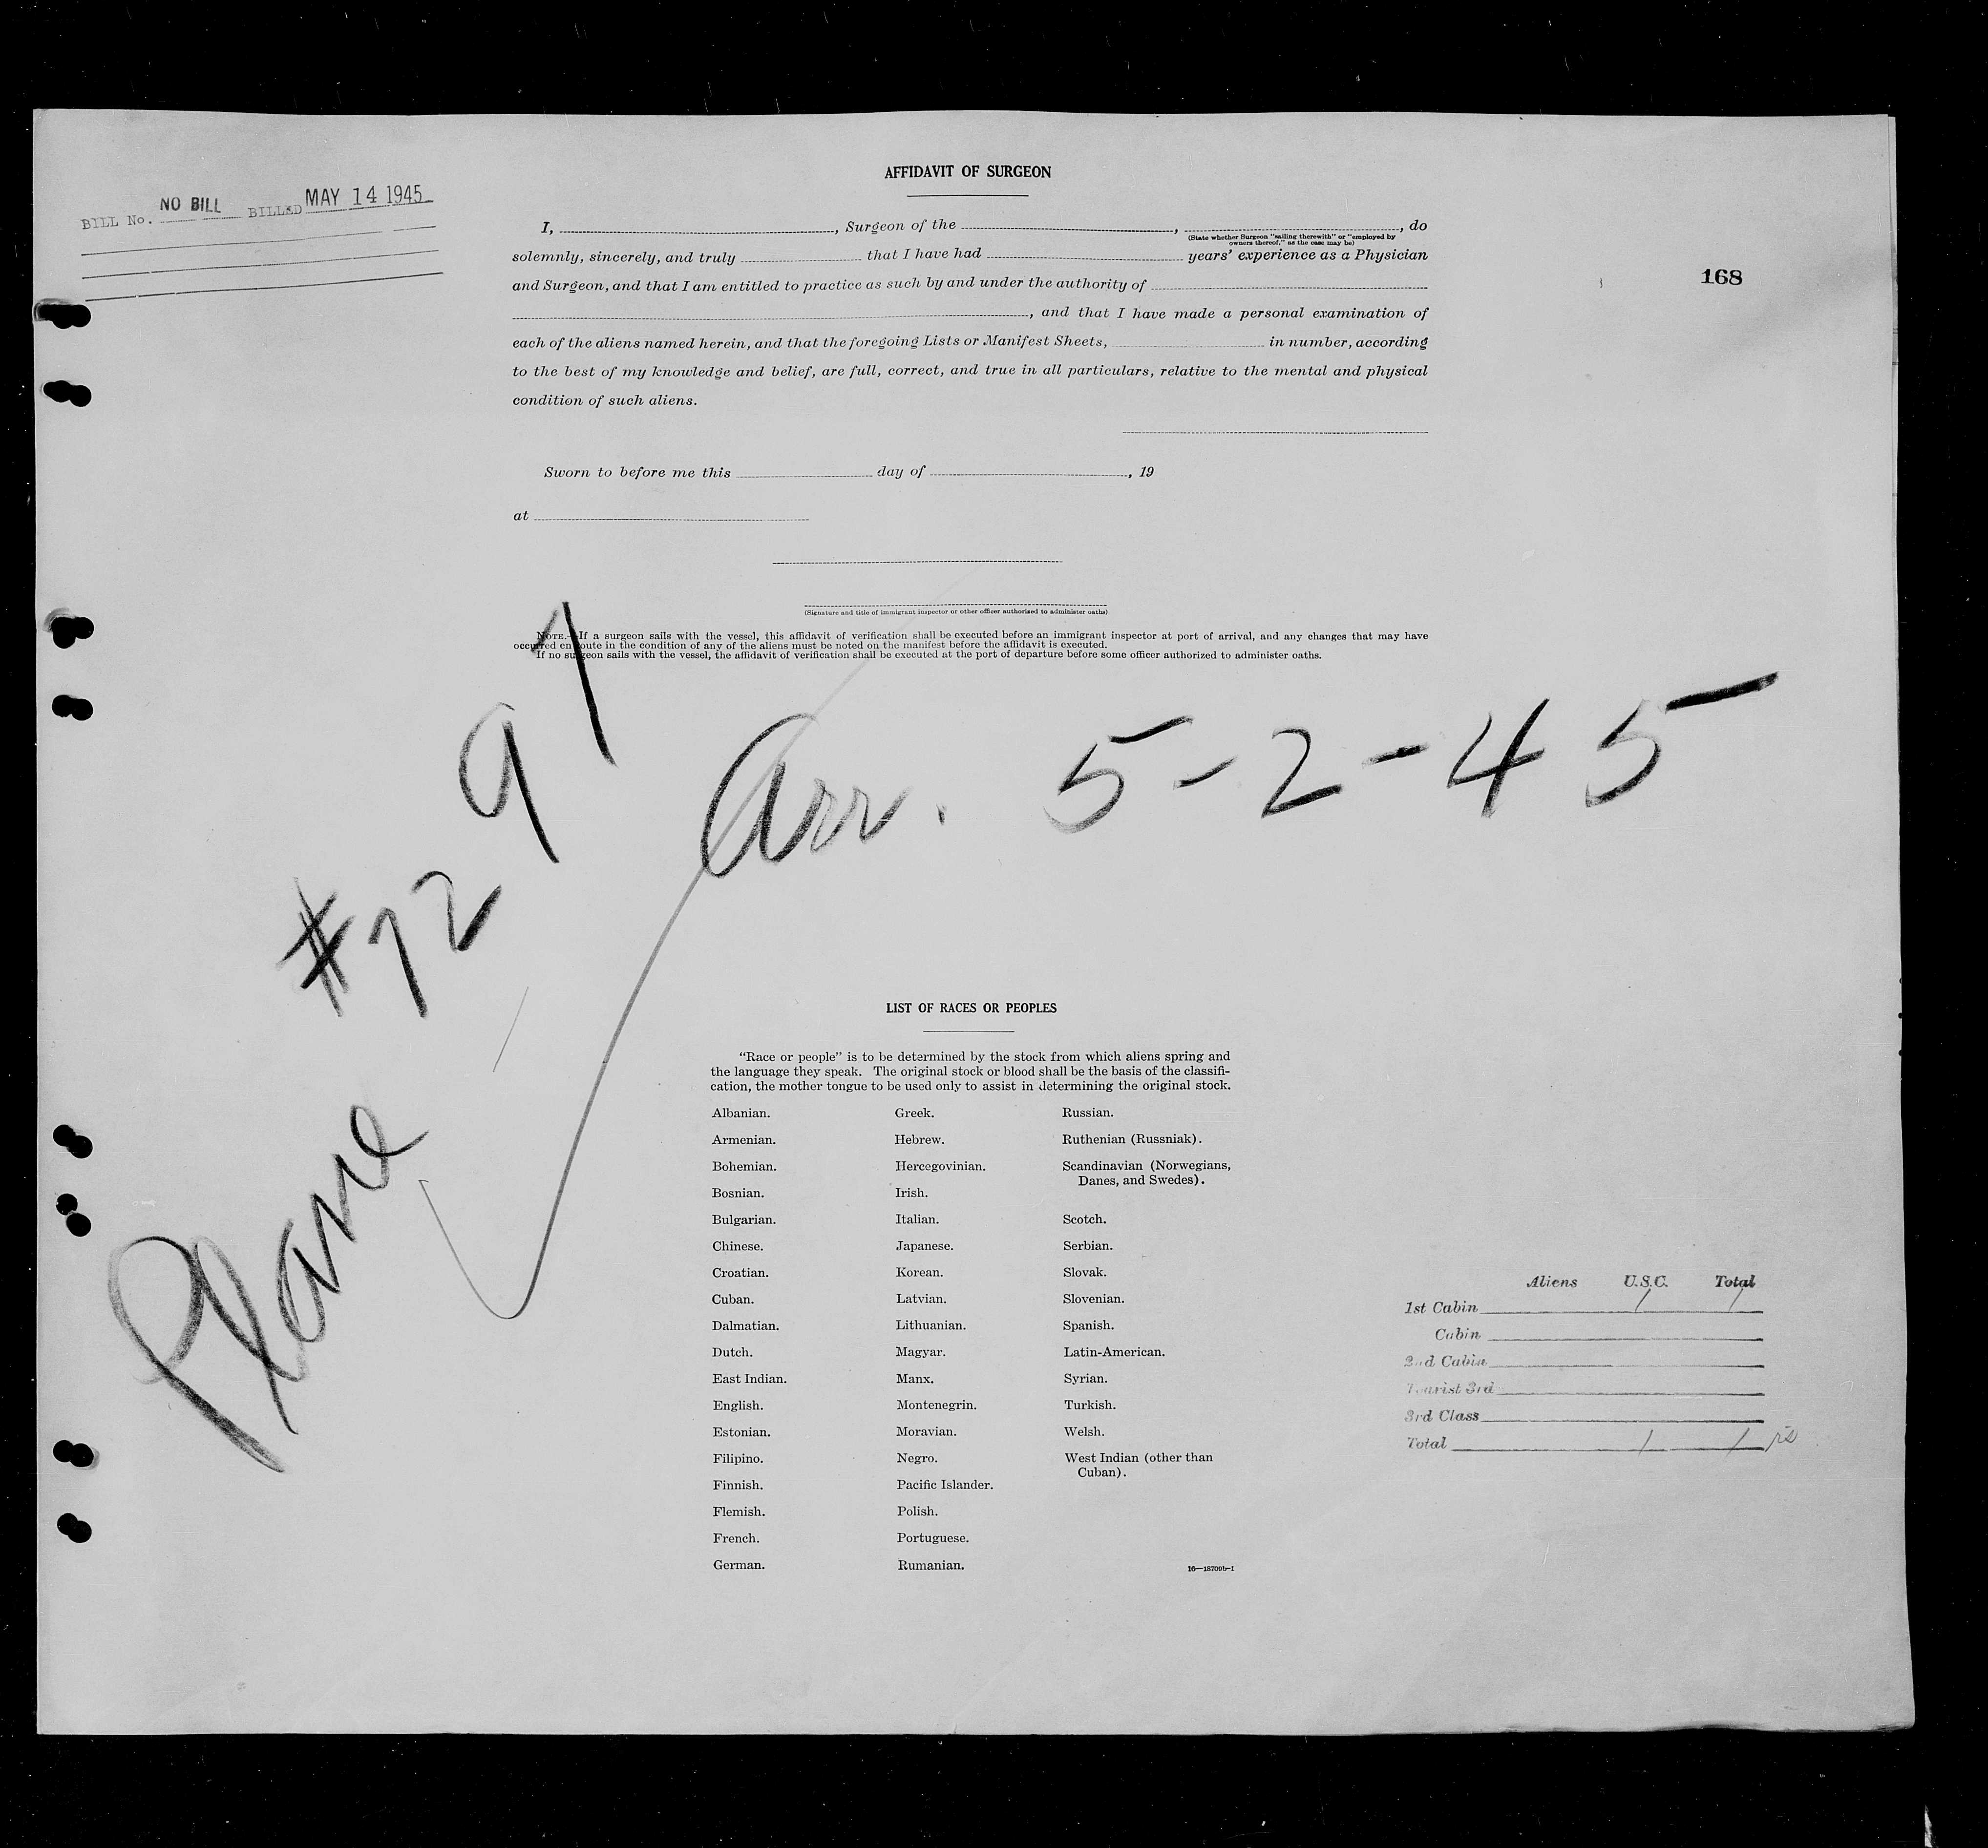 AFFIDAVIT OF SURGEON
BILL No. NO BILL BILLED MAY 14 1945
I, , Surgeon of the , , do
(State whether Surgeon "sailing therewith" or "employed by
owners thereof," as the case may be)
solemnly, sincerely, and truly that I have had years' experience as a Physician
168
and Surgeon, and that I am entitled to practice as such by and under the authority of
, and that I have made a personal examination of
each of the aliens named herein, and that the foregoing Lists or Manifest Sheets, in number, according
to the best of my knowledge and belief, are full, correct, and true in all particulars, relative to the mental and physical
condition of such aliens.
Sworn to before me this day of , 19
at
(Signature and title of immigrant inspector or other officer authorized to administer oaths)
NOTE.—If a surgeon sails with the vessel, this affidavit of verification shall be executed before an immigrant inspector at port of arrival, and any changes that may have
occurred en route in the condition of any of the aliens must be noted on the manifest before the affidavit is executed.
If no surgeon sails with the vessel, the affidavit of verification shall be executed at the port of departure before some officer authorized to administer oaths.
Plane #7297
Arr. 5-2-45
LIST OF RACES OR PEOPLES
"Race or people" is to be determined by the stock from which aliens spring and
the language they speak. The original stock or blood shall be the basis of the classifi-
cation, the mother tongue to be used only to assist in determining the original stock.
Albanian.
Armenian.
Bohemian.
Bosnian.
Bulgarian.
Chinese.
Croatian.
Cuban.
Dalmatian.
Dutch.
East Indian.
English.
Estonian.
Filipino.
Finnish.
Flemish.
French.
German.
Greek.
Hebrew.
Hercegovinian.
Irish.
Italian.
Japanese.
Korean.
Latvian.
Lithuanian.
Magyar.
Manx.
Montenegrin.
Moravian.
Negro.
Pacific Islander.
Polish.
Portuguese.
Rumanian.
Russian.
Ruthenian (Russniak).
Scandinavian (Norwegians,
Danes, and Swedes).
Scotch.
Serbian.
Slovak.
Slovenian.
Spanish.
Latin-American.
Syrian.
Turkish.
Welsh.
West Indian (other than
Cuban).
16—18709b-1
Aliens U.S.C. Total
1st Cabin 1 1
Cabin
2nd Cabin
Tourist 3rd
3rd Class
Total 1 1